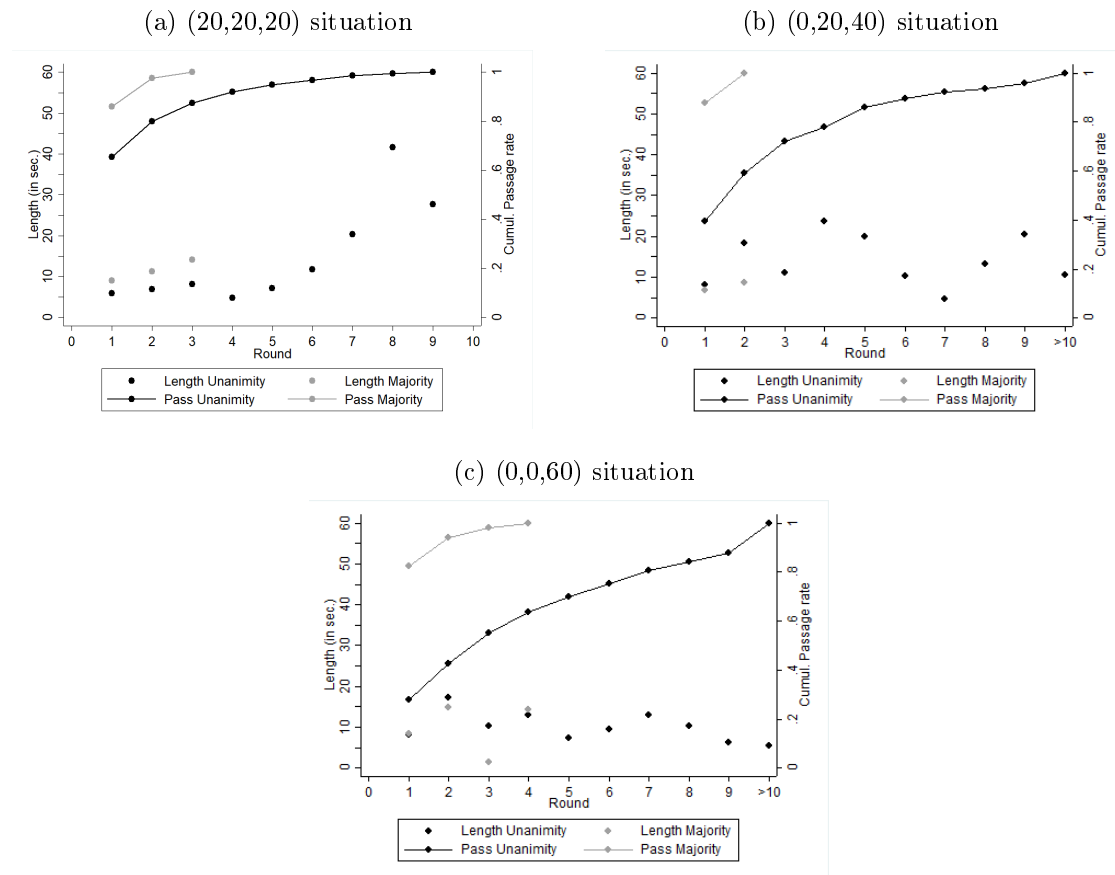 (a) (20,20,20) situation
60
50
40
30
20
10
0
Length (in sec.)
1
.8
.6
.4
.2
0
Cumul. Passage rate
0 1 2 3 4 5 6 7 8 9 10
Round
Length Unanimity Length Majority
Pass Unanimity Pass Majority
(b) (0,20,40) situation
60
50
40
30
20
10
0
Length (in sec.)
1
.8
.6
.4
.2
0
Cumul. Passage rate
0 1 2 3 4 5 6 7 8 9 >10
Round
Length Unanimity Length Majority
Pass Unanimity Pass Majority
(c) (0,0,60) situation
60
50
40
30
20
10
0
Length (in sec.)
1
.8
.6
.4
.2
0
Cumul. Passage rate
0 1 2 3 4 5 6 7 8 9 >10
Round
Length Unanimity Length Majority
Pass Unanimity Pass Majority